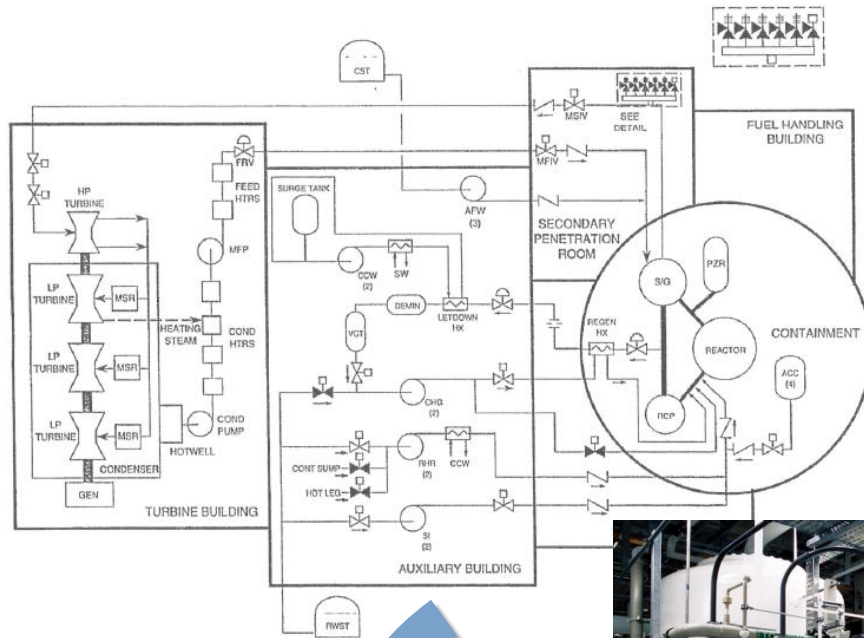 CST
MSIV
SEE
DETAIL
FUEL HANDLING
BUILDING
FRV
MFIV
FEED
HTRS
HP
TURBINE
SURGE TANK
AFW
(3)
SECONDARY
PENETRATION
ROOM
MFP
CCW
(2)
SW
S/G
PZR
LP
TURBINE
MSR
HEATING
STEAM
COND
HTRS
DEMIN
LETDOWN
HX
VCT
REGEN
HX
CONTAINMENT
REACTOR
ACC
(4)
LP
TURBINE
MSR
CHG
(2)
RCP
LP
TURBINE
MSR
COND
PUMP
HOTWELL
CONDENSER
RHR
(2)
CCW
CONT SUMP
HOT LEG
GEN
TURBINE BUILDING
SI
(2)
AUXILIARY BUILDING
RWST